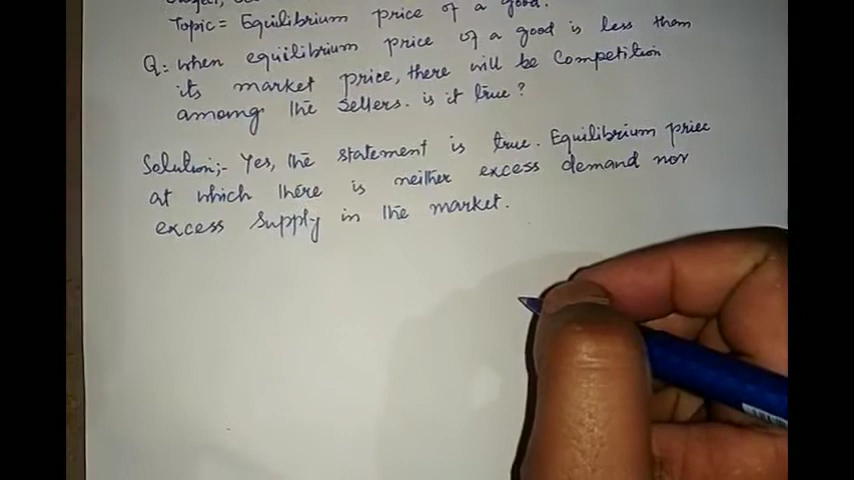 Topic = Equilibrium price of a good.
Q: when equilibrium price of a good is less them
its market price, there will be competition
among the sellers. is it true?
Solution;- Yes, the statement is true. Equilibrium price
at which there is neither excess demand nor
excess supply in the market.